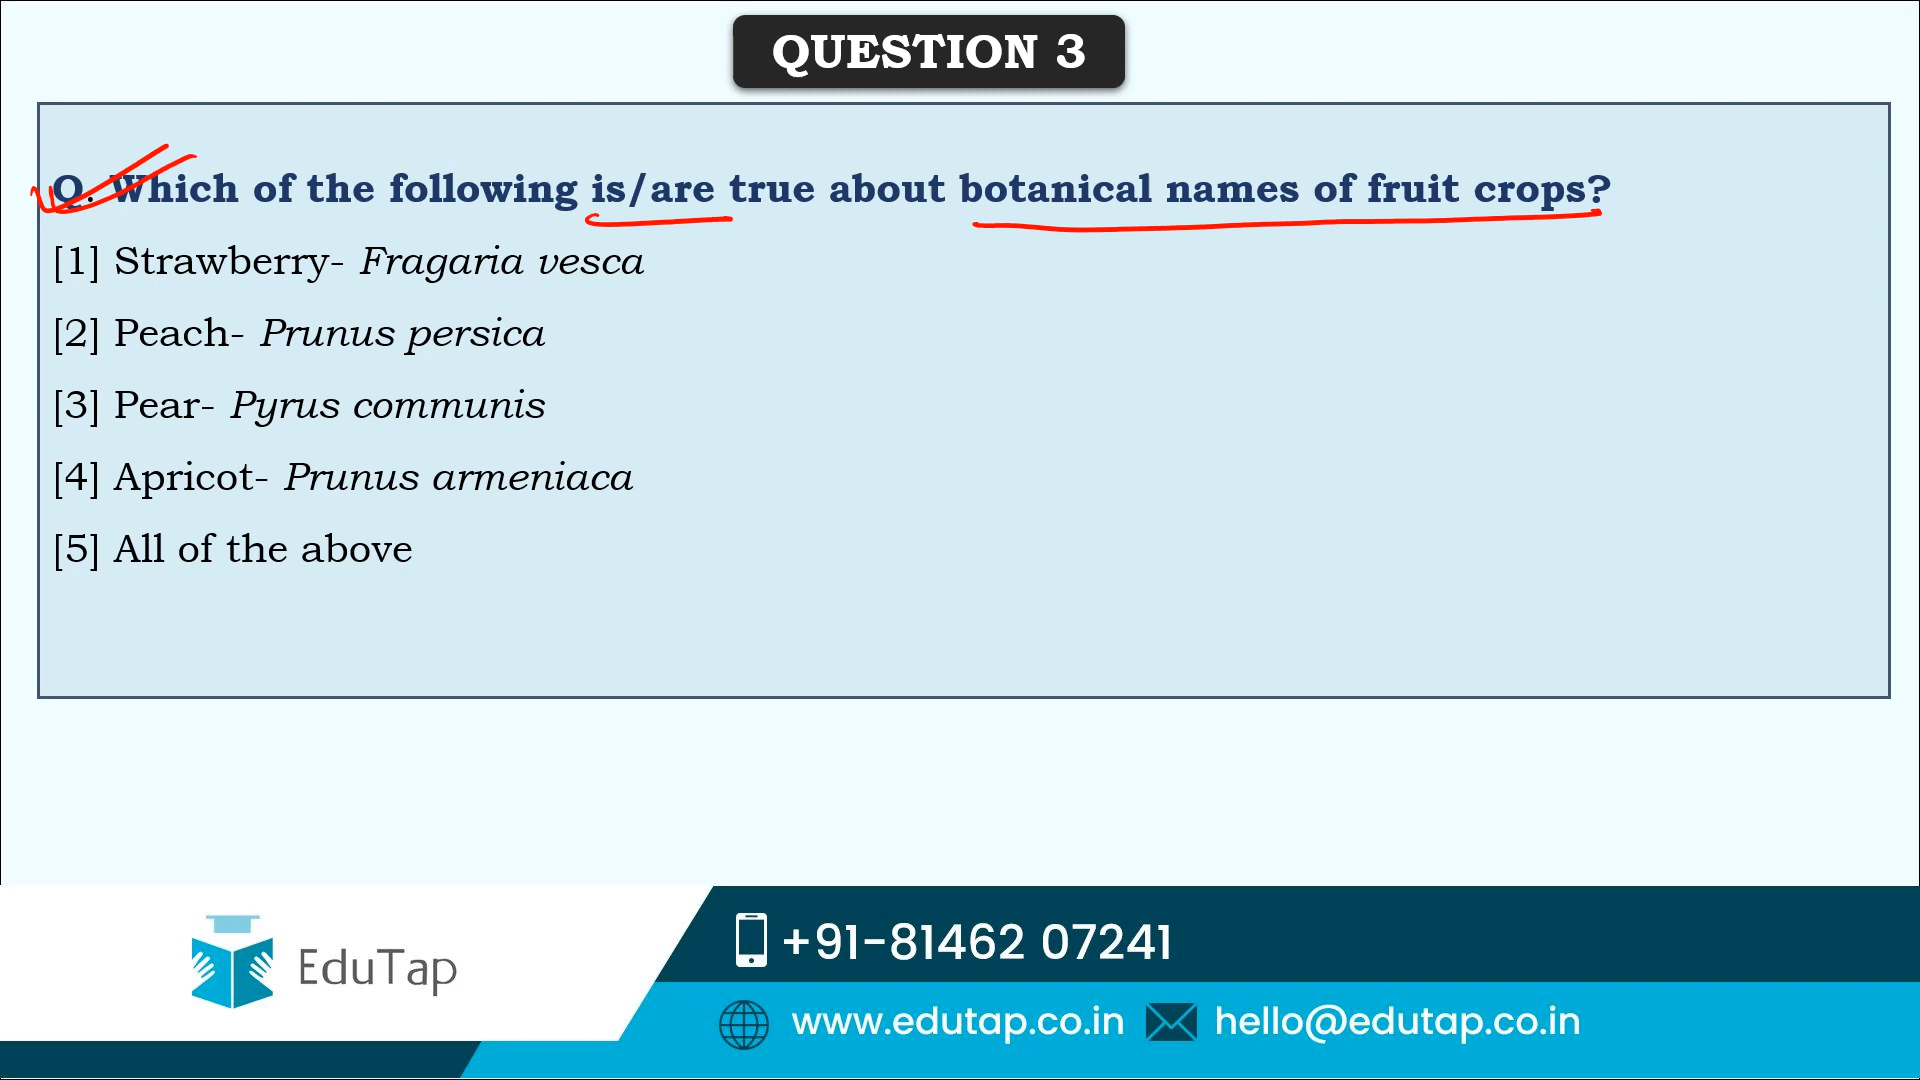 QUESTION 3
Q. Which of the following is/are true about botanical names of fruit crops?
[1] Strawberry- Fragaria vesca
[2] Peach- Prunus persica
[3] Pear- Pyrus communis
[4] Apricot- Prunus armeniaca
[5] All of the above
EduTap
+91-81462 07241
www.edutap.co.in hello@edutap.co.in